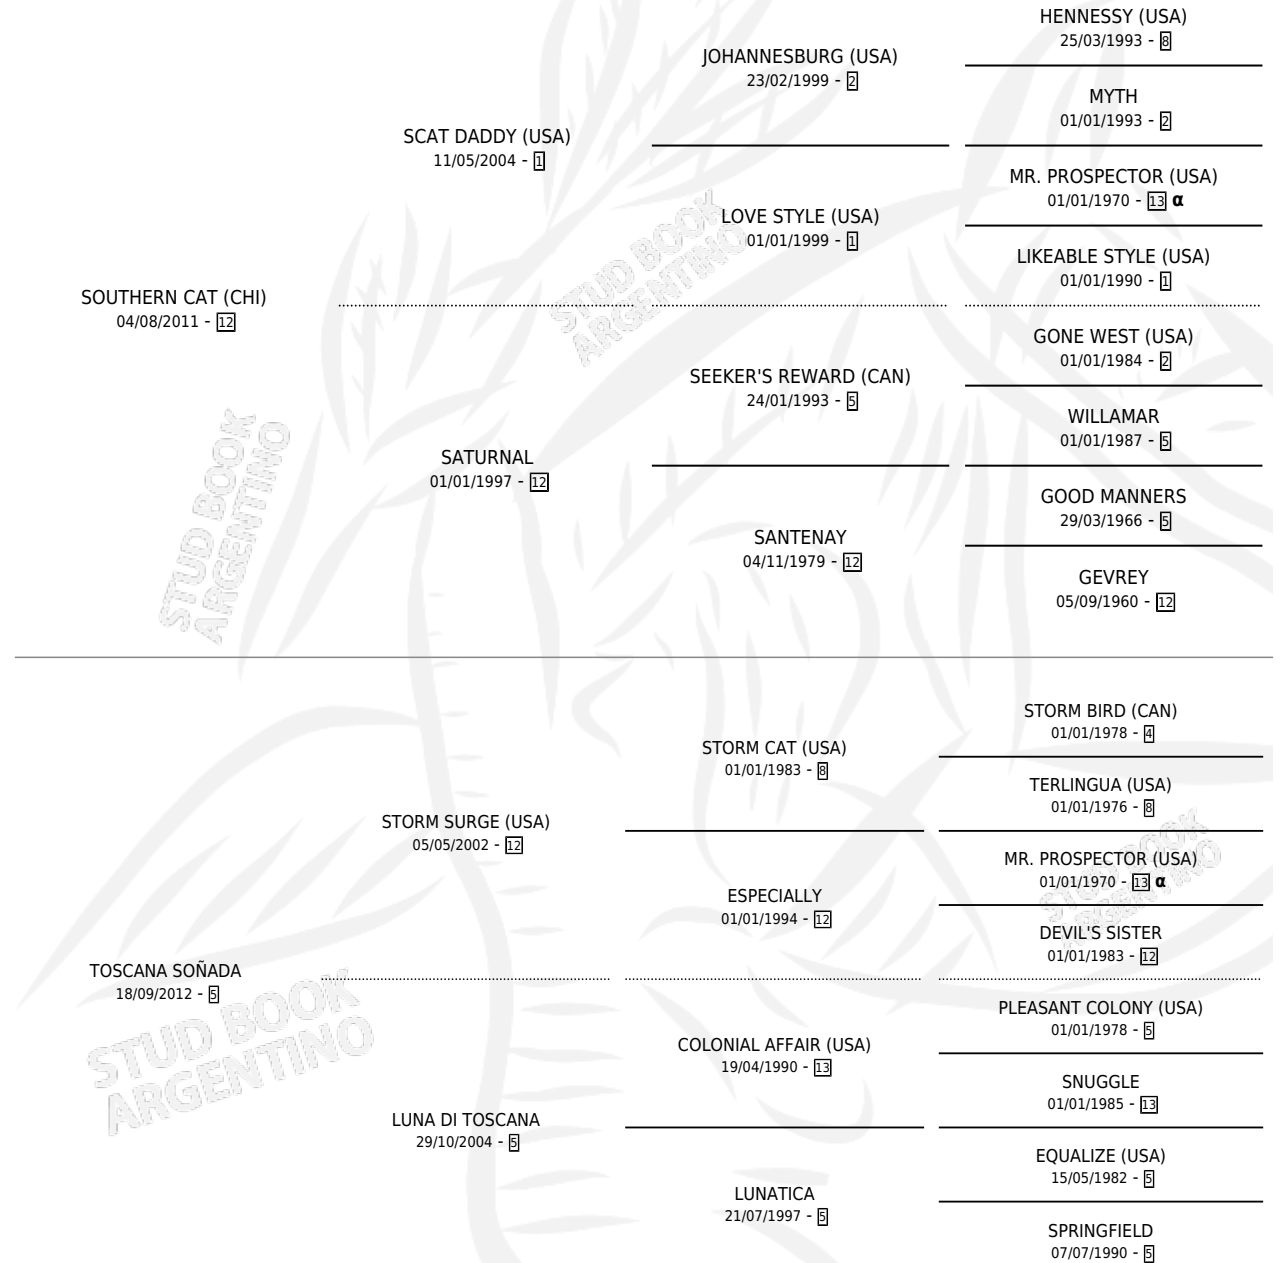 HENNESSY (USA)
25/03/1993 - 8
JOHANNESBURG (USA)
23/02/1999 - 2
MYTH
01/01/1993 - 2
SCAT DADDY (USA)
11/05/2004 - 1
MR. PROSPECTOR (USA)
01/01/1970 - 13 α
LOVE STYLE (USA)
01/01/1999 - 1
LIKEABLE STYLE (USA)
01/01/1990 - 1
SOUTHERN CAT (CHI)
04/08/2011 - 12
GONE WEST (USA)
01/01/1984 - 2
SEEKER'S REWARD (CAN)
24/01/1993 - 5
WILLAMAR
01/01/1987 - 5
SATURNAL
01/01/1997 - 12
GOOD MANNERS
29/03/1966 - 5
SANTENAY
04/11/1979 - 12
GEVREY
05/09/1960 - 12
STORM BIRD (CAN)
01/01/1978 - 4
STORM CAT (USA)
01/01/1983 - 8
TERLINGUA (USA)
01/01/1976 - 8
STORM SURGE (USA)
05/05/2002 - 12
MR. PROSPECTOR (USA)
01/01/1970 - 13 α
ESPECIALLY
01/01/1994 - 12
DEVIL'S SISTER
01/01/1983 - 12
TOSCANA SOÑADA
18/09/2012 - 5
PLEASANT COLONY (USA)
01/01/1978 - 5
COLONIAL AFFAIR (USA)
19/04/1990 - 13
SNUGGLE
01/01/1985 - 13
LUNA DI TOSCANA
29/10/2004 - 5
EQUALIZE (USA)
15/05/1982 - 5
LUNATICA
21/07/1997 - 5
SPRINGFIELD
07/07/1990 - 5
STUD BOOK
ARGENTINO
STUD BOOK
ARGENTINO
STUD BOOK
ARGENTINO
STUD BOOK
ARGENTINO